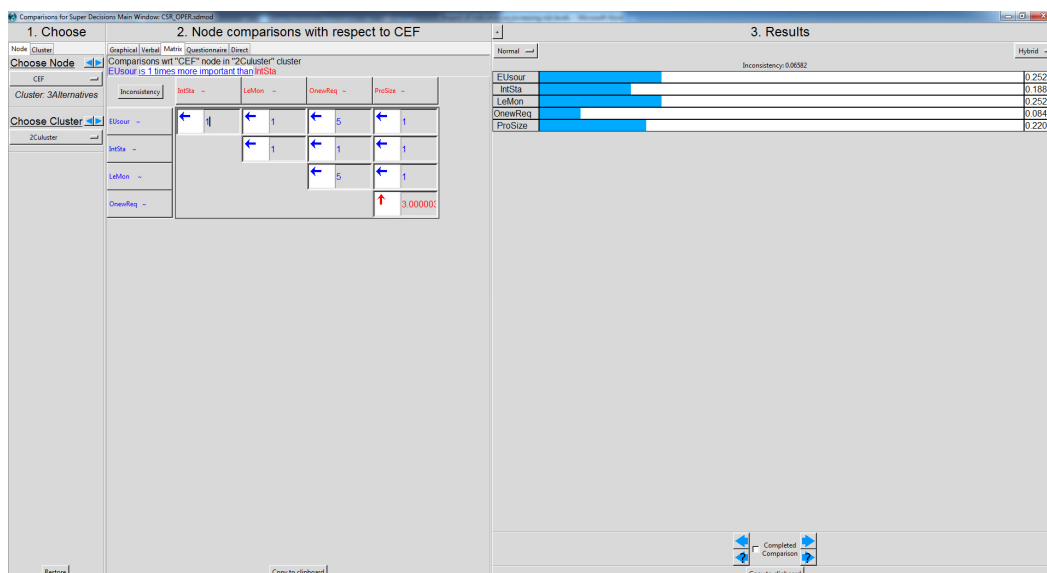 Comparisons for Super Decisions Main Window: CSR_OPER.sdmod
1. Choose
2. Node comparisons with respect to CEF
3. Results
Node Cluster
Choose Node
CEF
Cluster: 3Alternatives
Choose Cluster
2Culuster
Restore
Graphical Verbal Matrix Questionnaire Direct
Comparisons wrt "CEF" node in "2Culuster" cluster
EUsour is 1 times more important than IntSta
Inconsistency IntSta ~ LeMon ~ OnewReq ~ ProSize ~
EUsour ~ 1 1 5 1
IntSta ~ 1 1 1
LeMon ~ 5 1
OnewReq ~ 3.00000
Copy to clipboard
Normal Hybrid
Inconsistency: 0.06582
EUsour 0.252
IntSta 0.188
LeMon 0.252
OnewReq 0.084
ProSize 0.220
Completed
Comparison
Copy to clipboard